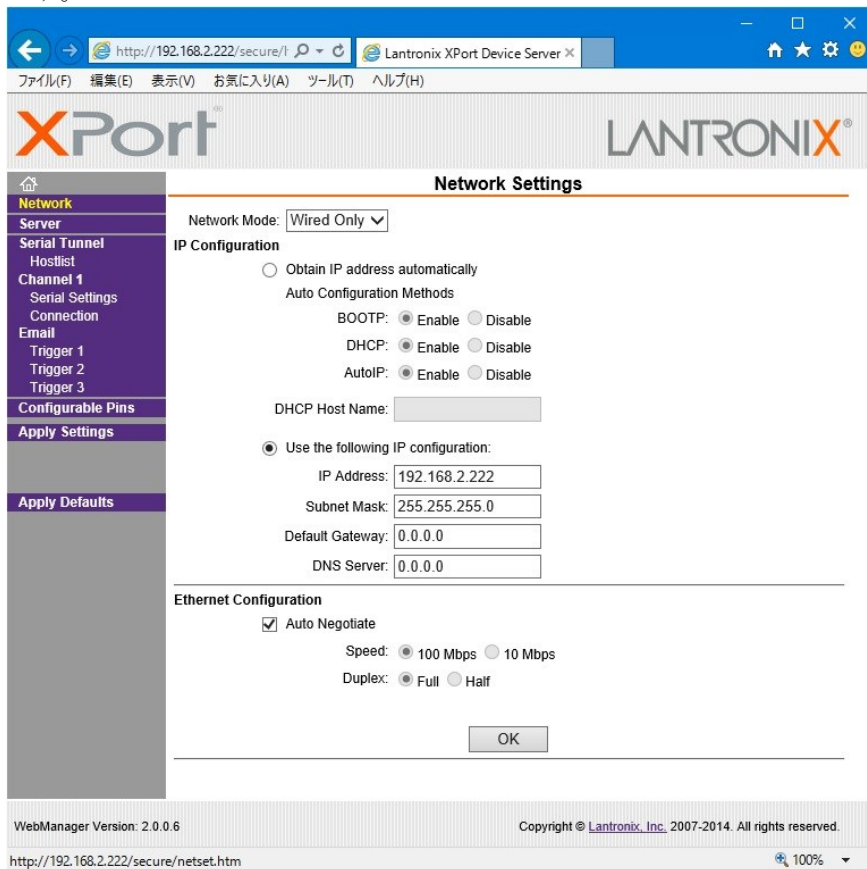 http://192.168.2.222/secure/ Lantronix XPort Device Server
ファイル(F) 編集(E) 表示(V) お気に入り(A) ツール(T) ヘルプ(H)
XPort® LANTRONIX®
Network Settings
Network
Server
Serial Tunnel
Hostlist
Channel 1
Serial Settings
Connection
Email
Trigger 1
Trigger 2
Trigger 3
Configurable Pins
Apply Settings
Apply Defaults
Network Mode: Wired Only
IP Configuration
Obtain IP address automatically
Auto Configuration Methods
BOOTP: Enable Disable
DHCP: Enable Disable
AutoIP: Enable Disable
DHCP Host Name:
Use the following IP configuration:
IP Address: 192.168.2.222
Subnet Mask: 255.255.255.0
Default Gateway: 0.0.0.0
DNS Server: 0.0.0.0
Ethernet Configuration
Auto Negotiate
Speed: 100 Mbps 10 Mbps
Duplex: Full Half
OK
WebManager Version: 2.0.0.6 Copyright © Lantronix, Inc. 2007-2014. All rights reserved.
http://192.168.2.222/secure/netset.htm 100%